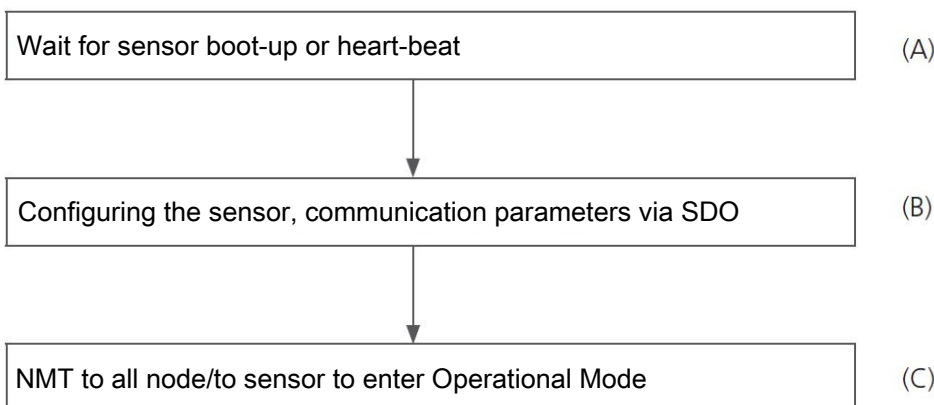 Wait for sensor boot-up or heart-beat (A)
Configuring the sensor, communication parameters via SDO (B)
NMT to all node/to sensor to enter Operational Mode (C)